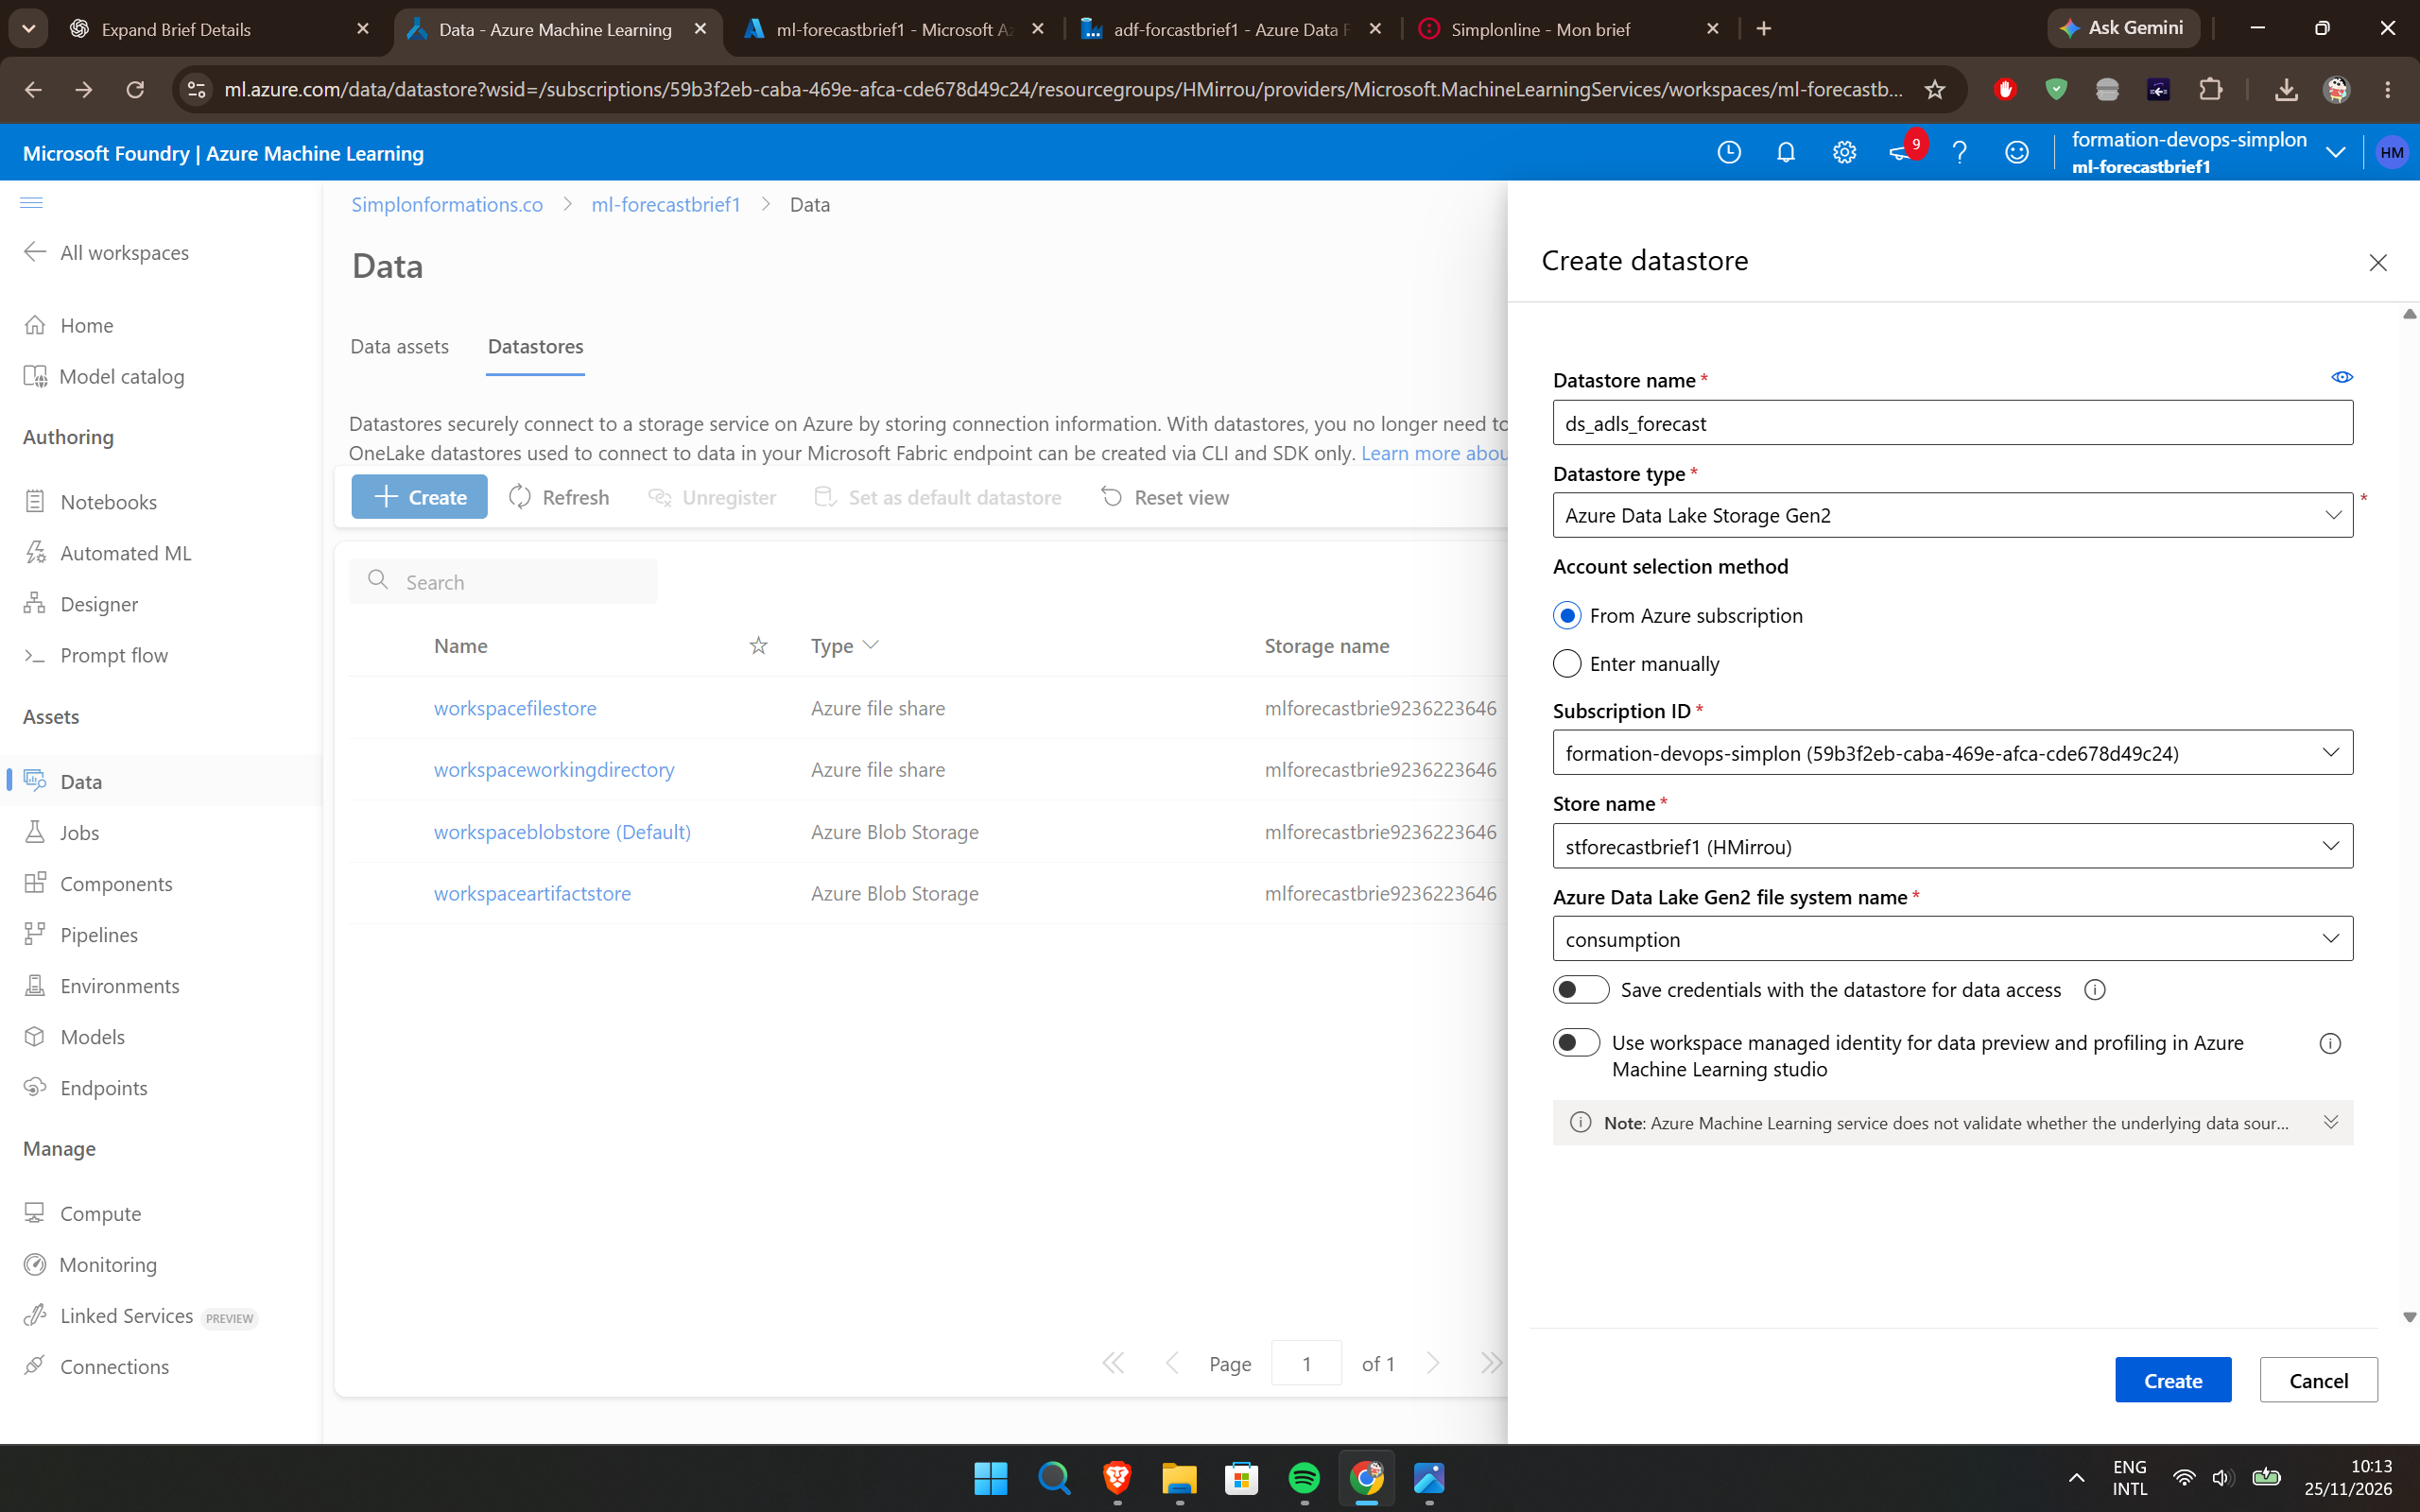 Expand Brief Details
Data - Azure Machine Learning
ml-forecastbrief1 - Microsoft Az
adf-forcastbrief1 - Azure Data F
Simplonline - Mon brief
Ask Gemini
ml.azure.com/data/datastore?wsid=/subscriptions/59b3f2eb-caba-469e-afca-cde678d49c24/resourcegroups/HMirrou/providers/Microsoft.MachineLearningServices/workspaces/ml-forecastb...
Microsoft Foundry | Azure Machine Learning
9
formation-devops-simplon
ml-forecastbrief1
HM
All workspaces
Home
Model catalog
Authoring
Notebooks
Automated ML
Designer
Prompt flow
Assets
Data
Jobs
Components
Pipelines
Environments
Models
Endpoints
Manage
Compute
Monitoring
Linked Services PREVIEW
Connections
Simplonformations.co > ml-forecastbrief1 > Data
Data
Data assets
Datastores
Datastores securely connect to a storage service on Azure by storing connection information. With datastores, you no longer need to
OneLake datastores used to connect to data in your Microsoft Fabric endpoint can be created via CLI and SDK only. Learn more abou
Create
Refresh
Unregister
Set as default datastore
Reset view
Search
Name
Type
Storage name
workspacefilestore
Azure file share
mlforecastbrie9236223646
workspaceworkingdirectory
Azure file share
mlforecastbrie9236223646
workspaceblobstore (Default)
Azure Blob Storage
mlforecastbrie9236223646
workspaceartifactstore
Azure Blob Storage
mlforecastbrie9236223646
Page 1 of 1
Create datastore
Datastore name *
ds_adls_forecast
Datastore type *
Azure Data Lake Storage Gen2
*
Account selection method
From Azure subscription
Enter manually
Subscription ID *
formation-devops-simplon (59b3f2eb-caba-469e-afca-cde678d49c24)
Store name *
stforecastbrief1 (HMirrou)
Azure Data Lake Gen2 file system name *
consumption
Save credentials with the datastore for data access
Use workspace managed identity for data preview and profiling in Azure
Machine Learning studio
Note: Azure Machine Learning service does not validate whether the underlying data sour...
Create
Cancel
ENG
INTL
10:13
25/11/2026